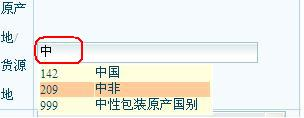 原产
地/
货源
地
中
142 中国
209 中非
999 中性包装原产国别